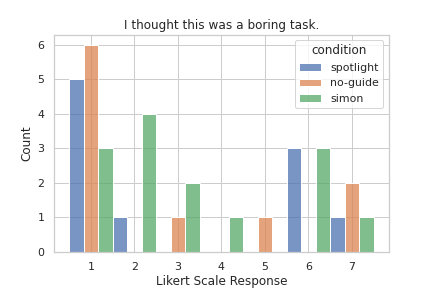 I thought this was a boring task.
condition
spotlight
no-guide
simon
Count
6
5
4
3
2
1
0
1 2 3 4 5 6 7
Likert Scale Response